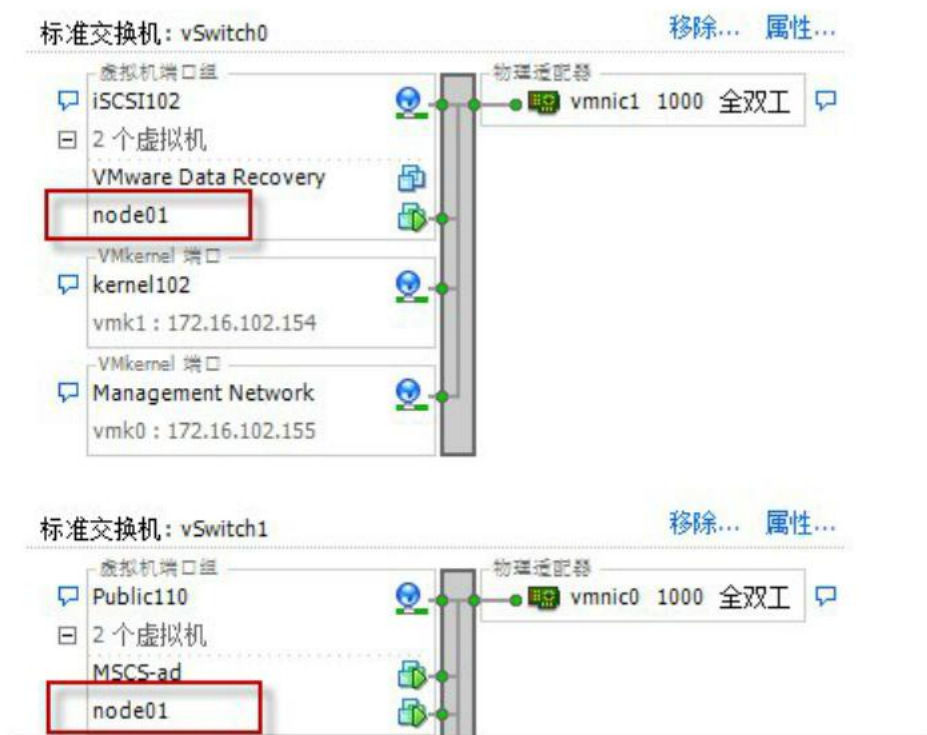 标准交换机: vSwitch0 移除... 属性...
虚拟机端口组 物理适配器
iSCSI102 vmnic1 1000 全双工
2 个虚拟机
VMware Data Recovery
node01
VMkernel 端口
kernel102
vmk1 : 172.16.102.154
VMkernel 端口
Management Network
vmk0 : 172.16.102.155
标准交换机: vSwitch1 移除... 属性...
虚拟机端口组 物理适配器
Public110 vmnic0 1000 全双工
2 个虚拟机
MSCS-ad
node01